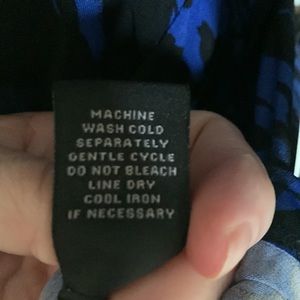 MACHINE
WASH COLD
SEPARATELY
GENTLE CYCLE
DO NOT BLEACH
LINE DRY
COOL IRON
IF NECESSARY